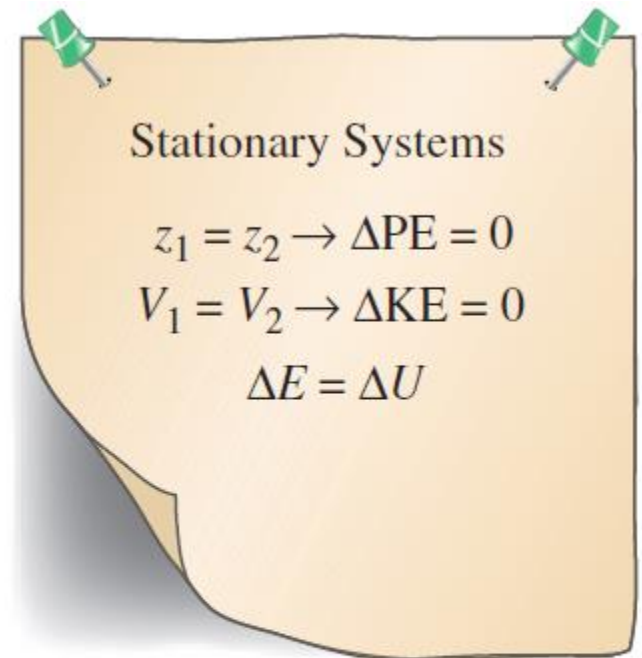 Stationary Systems
z₁ = z₂ → ΔPE = 0
V₁ = V₂ → ΔKE = 0
ΔE = ΔU